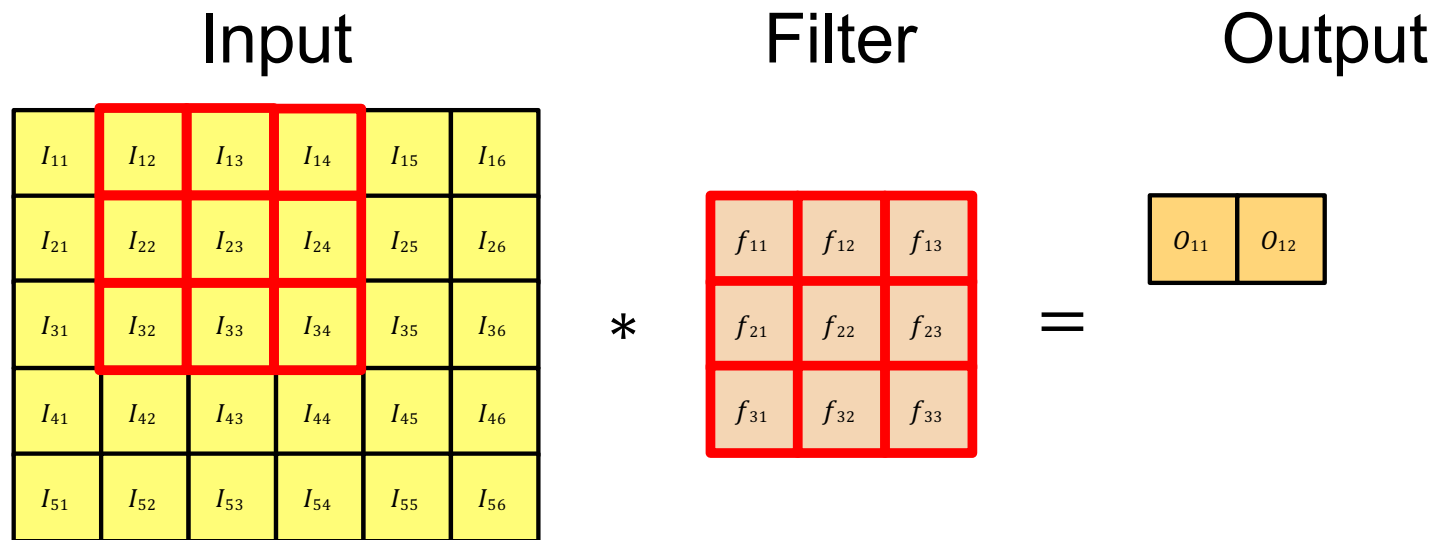 Input Filter Output
I₁₁ I₁₂ I₁₃ I₁₄ I₁₅ I₁₆
I₂₁ I₂₂ I₂₃ I₂₄ I₂₅ I₂₆
f₁₁ f₁₂ f₁₃
O₁₁ O₁₂
I₃₁ I₃₂ I₃₃ I₃₄ I₃₅ I₃₆
* f₂₁ f₂₂ f₂₃ =
I₄₁ I₄₂ I₄₃ I₄₄ I₄₅ I₄₆
f₃₁ f₃₂ f₃₃
I₅₁ I₅₂ I₅₃ I₅₄ I₅₅ I₅₆